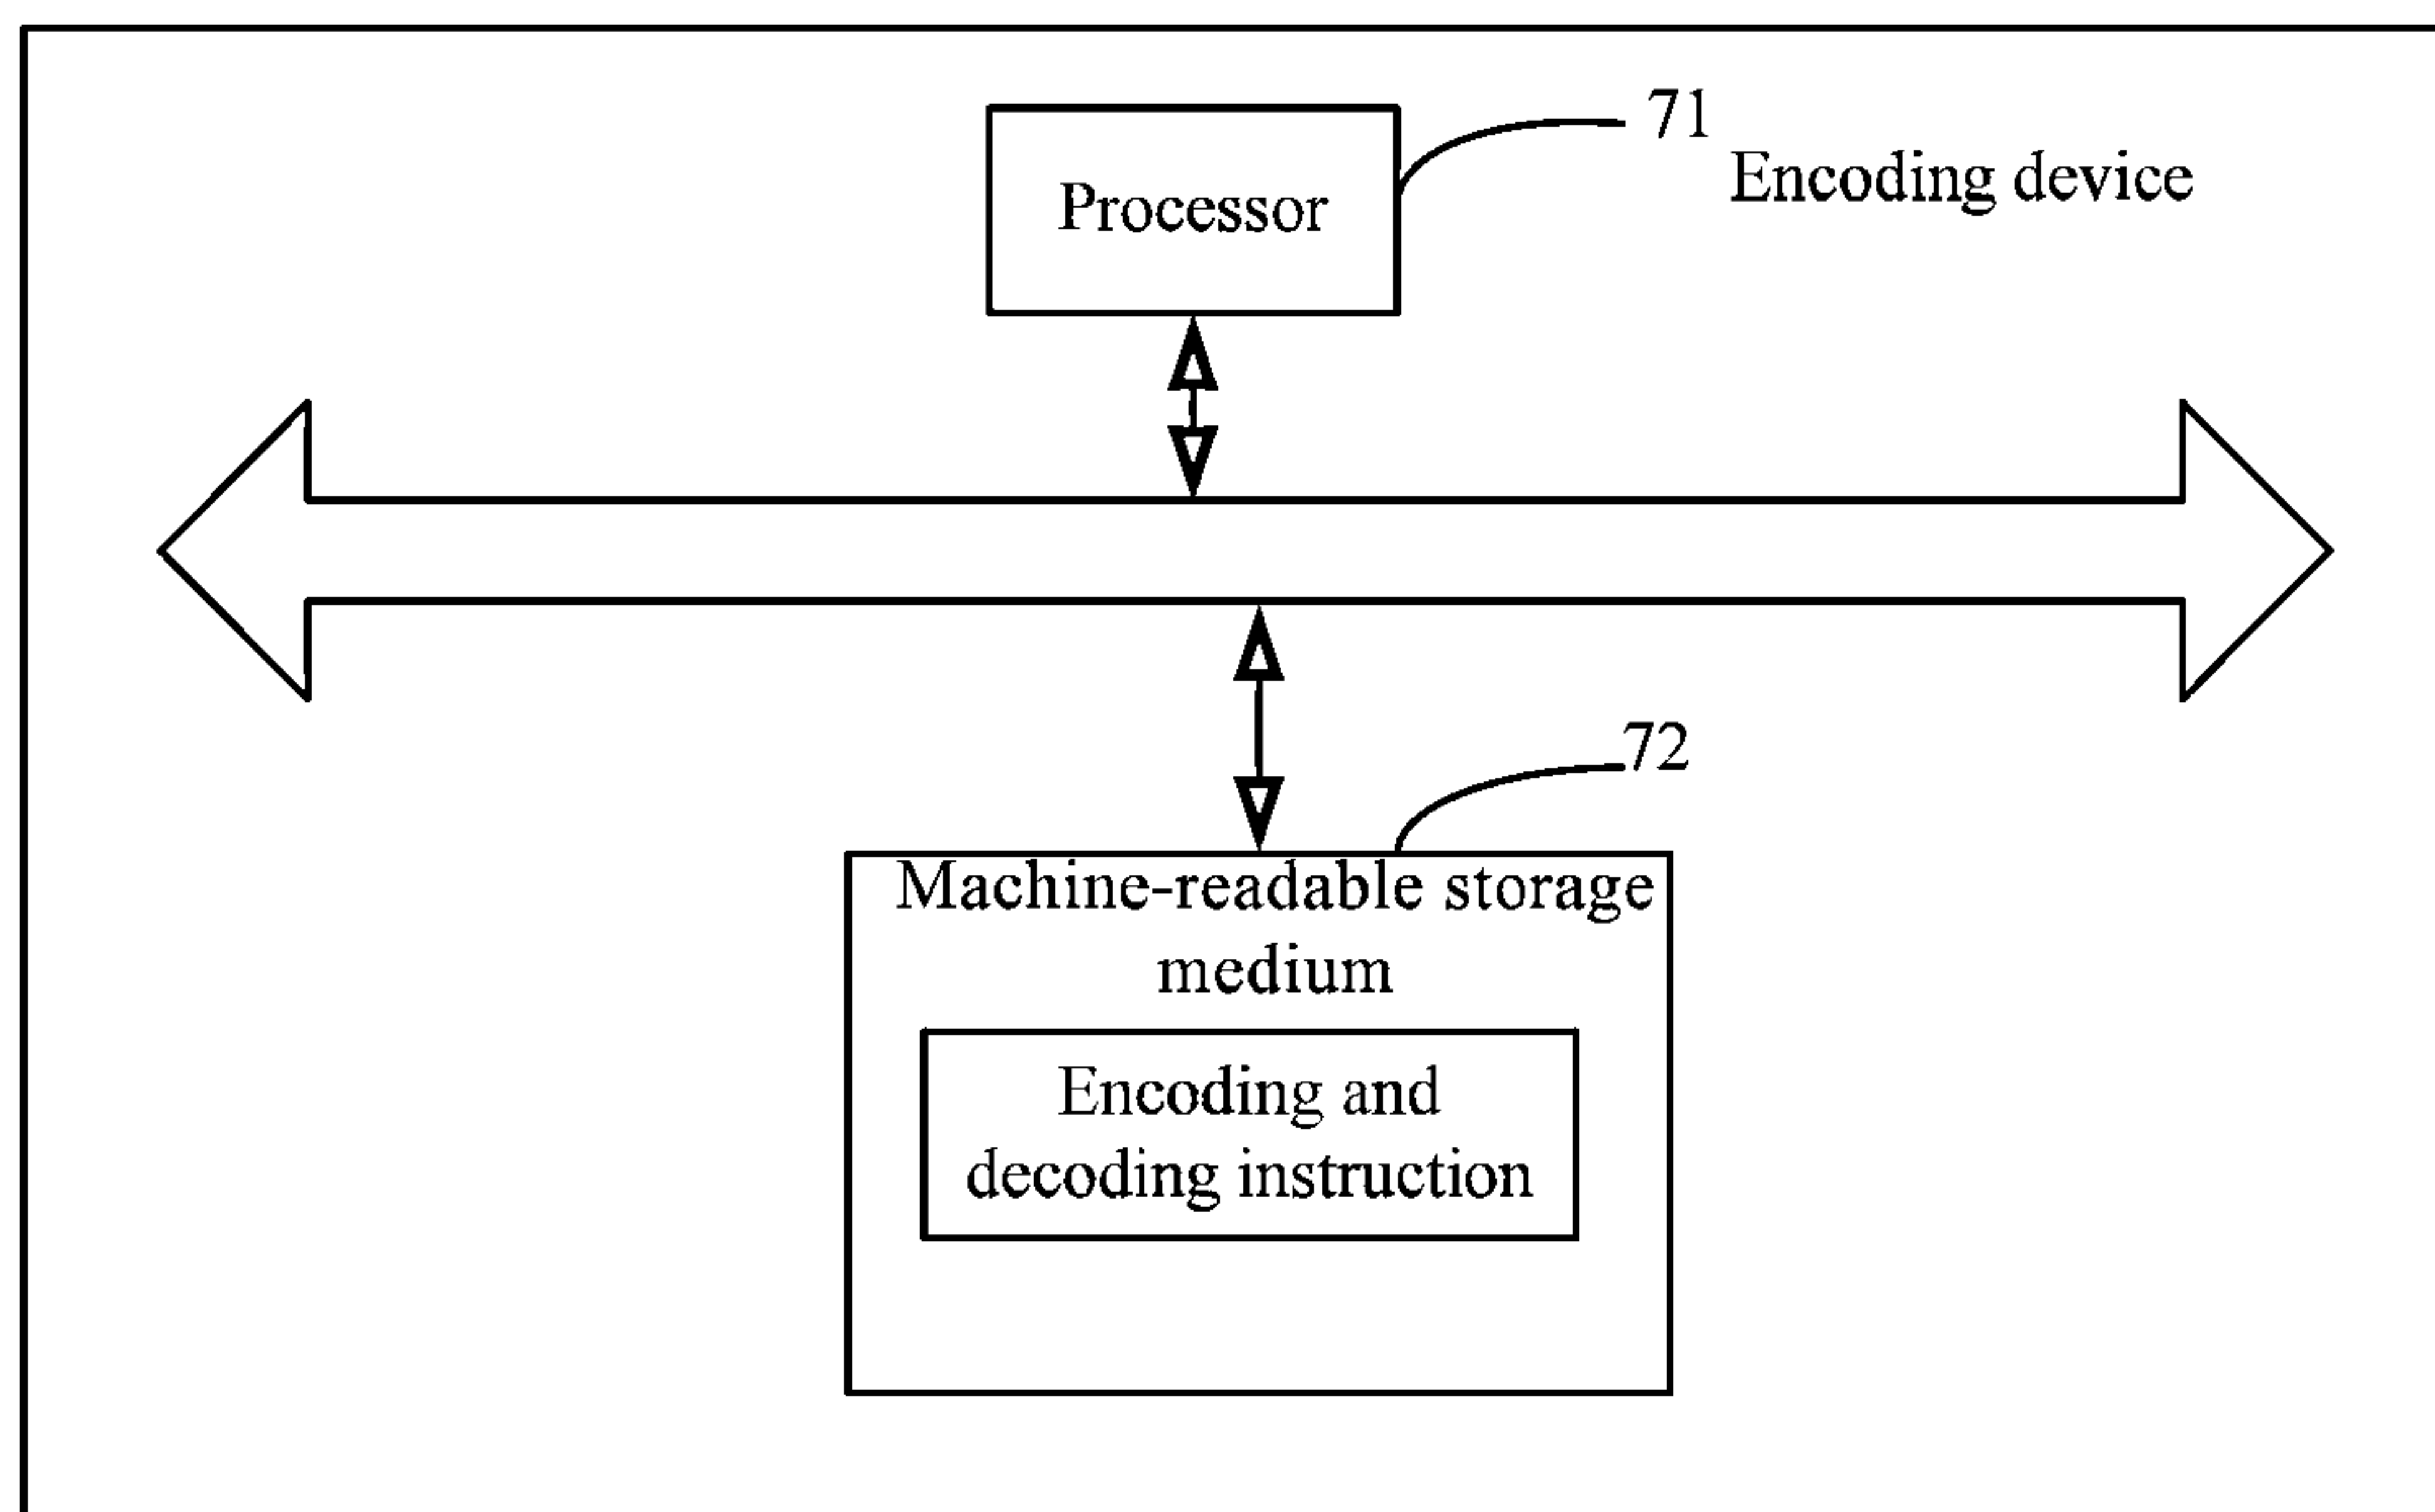 71
Encoding device
Processor
72
Machine-readable storage
medium
Encoding and
decoding instruction